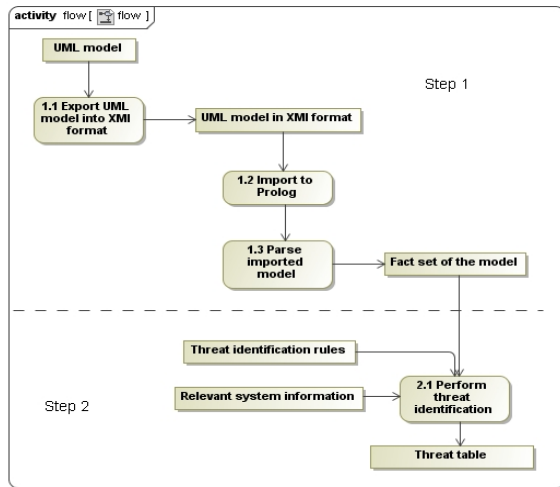 activity flow [ flow ]
UML model
Step 1
1.1 Export UML
model into XMI
format
UML model in XMI format
1.2 Import to
Prolog
1.3 Parse
imported
model
Fact set of the model
Threat identification rules
Relevant system information
2.1 Perform
threat
identification
Step 2
Threat table